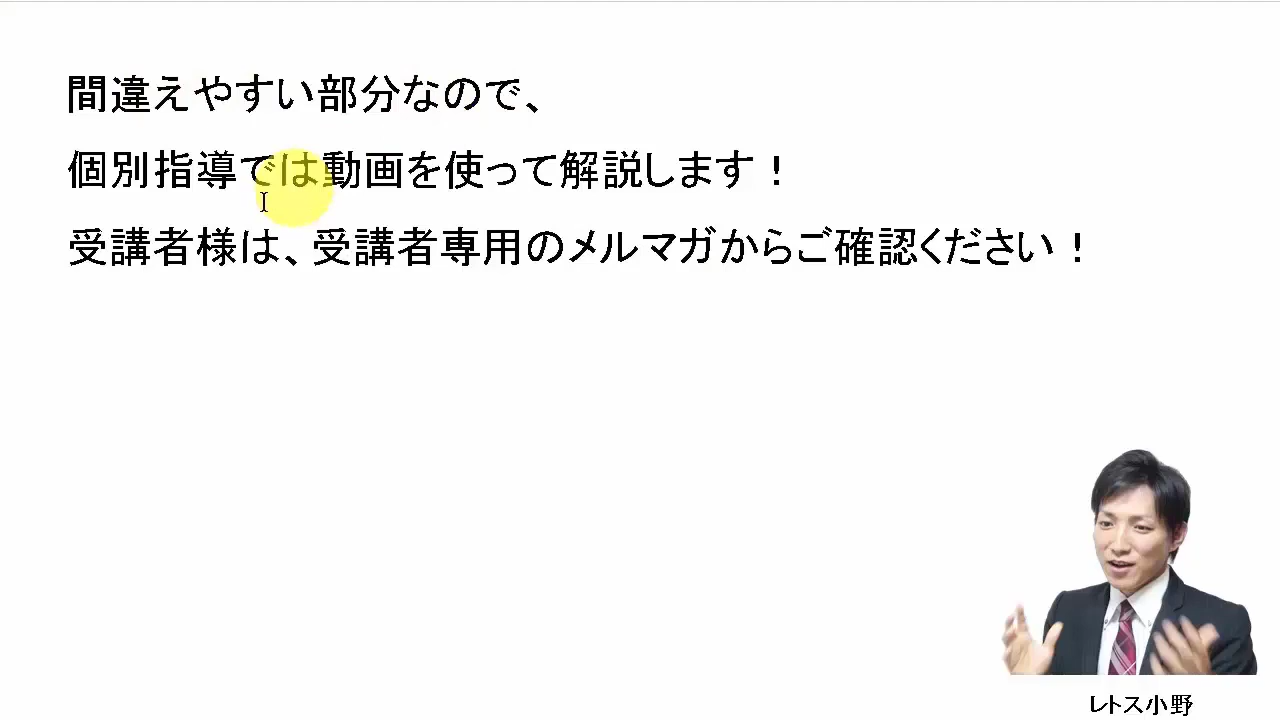 間違えやすい部分なので、
個別指導では動画を使って解説します！
受講者様は、受講者専用のメルマガからご確認ください！
レトス小野